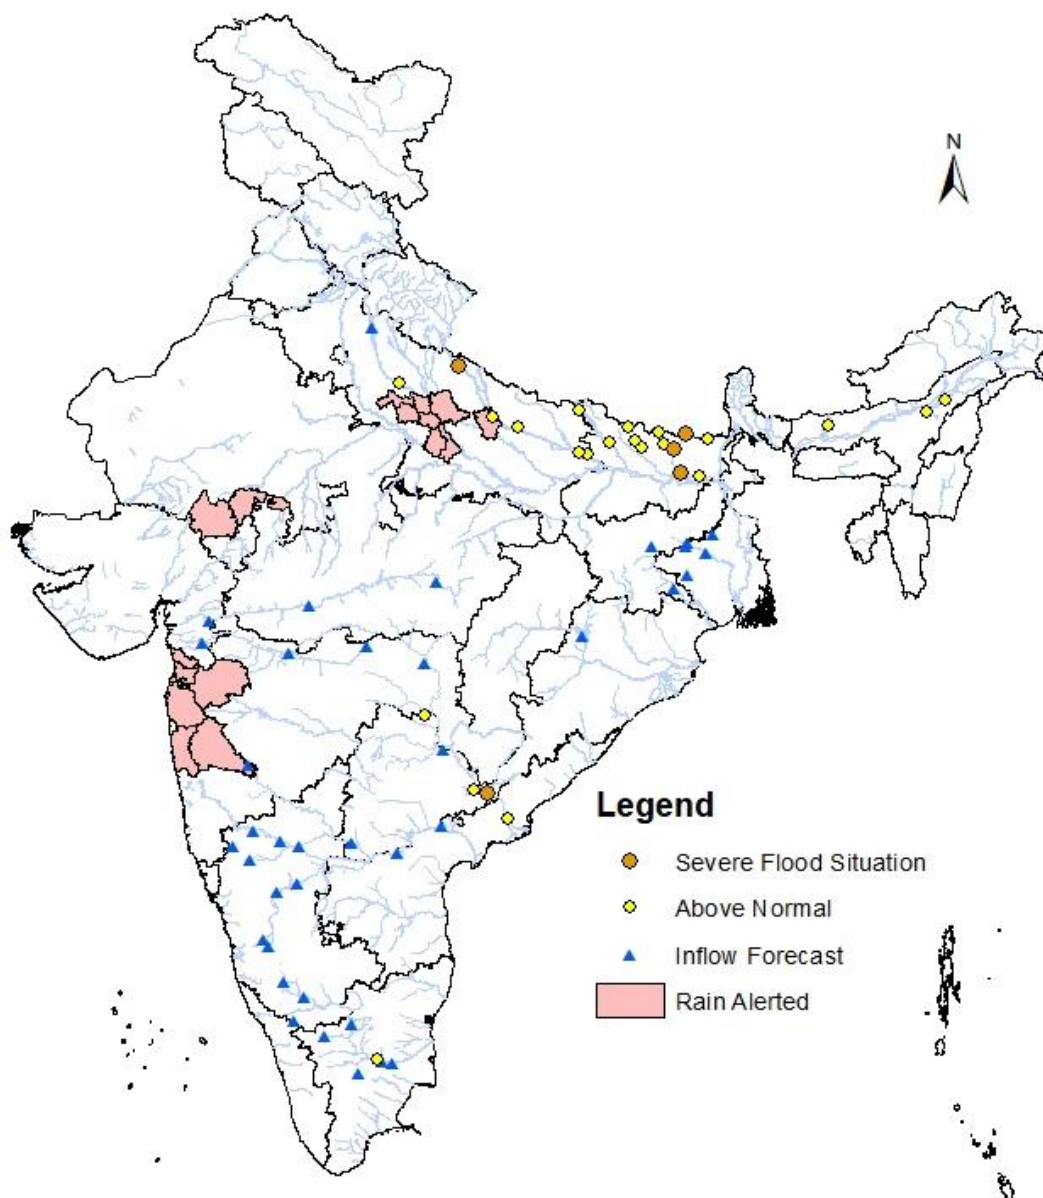 N
Legend
Severe Flood Situation
Above Normal
Inflow Forecast
Rain Alerted